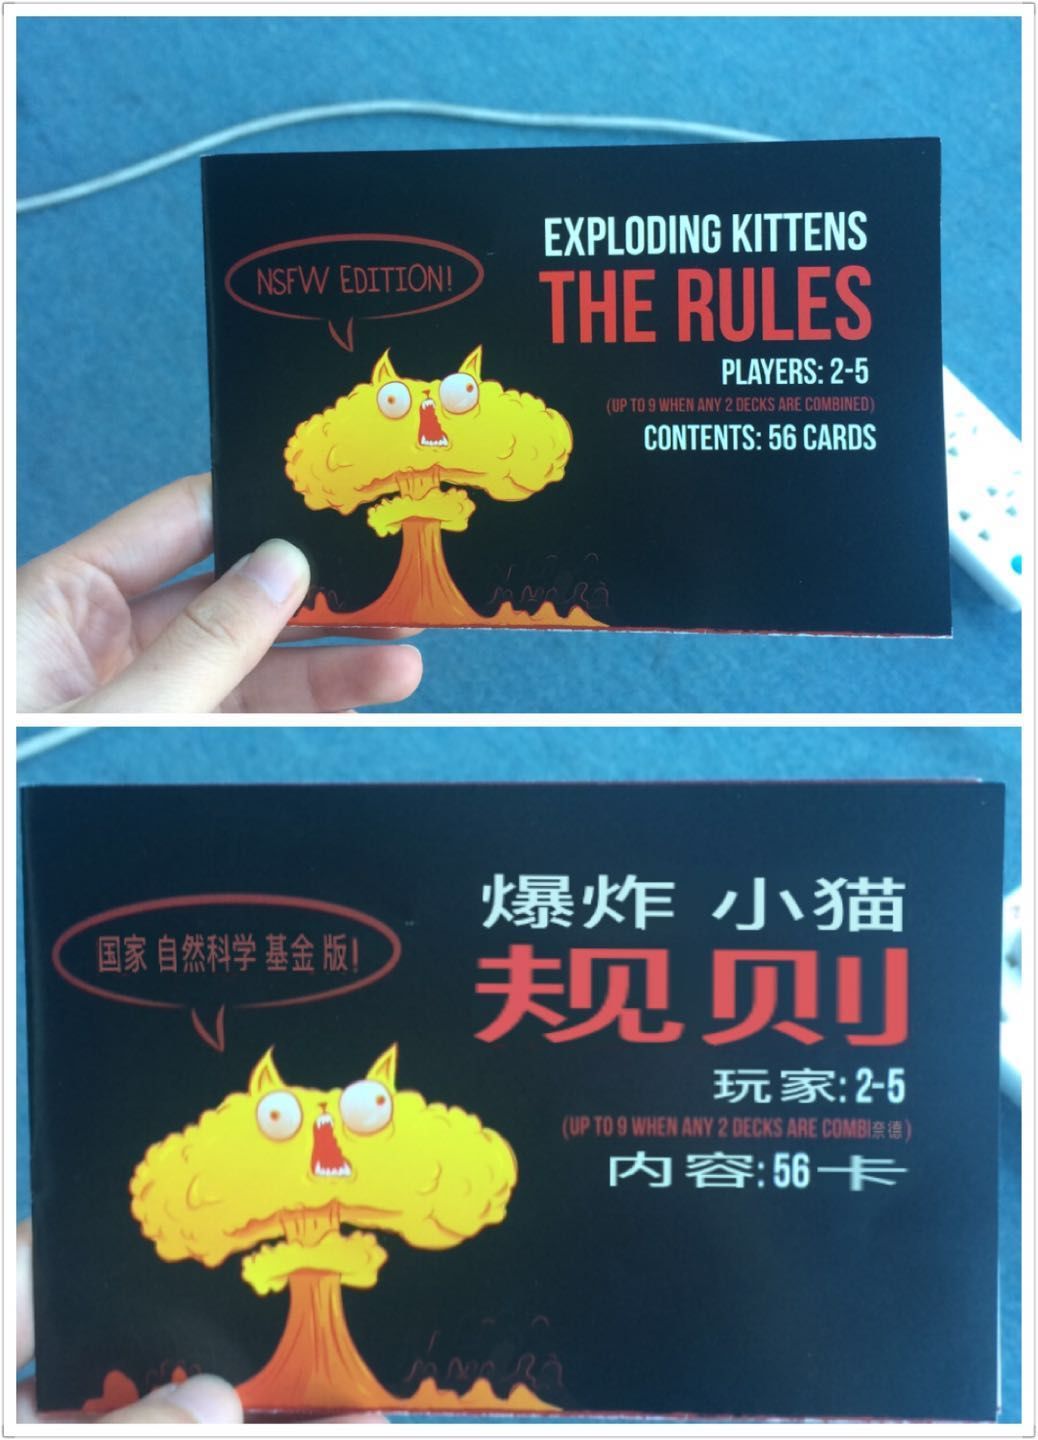 NSFW EDITION!
EXPLODING KITTENS
THE RULES
PLAYERS: 2-5
(UP TO 9 WHEN ANY 2 DECKS ARE COMBINED)
CONTENTS: 56 CARDS
国家 自然科学 基金 版!
爆炸 小猫
规则
玩家: 2-5
(UP TO 9 WHEN ANY 2 DECKS ARE COMBI奈德)
内容: 56 卡